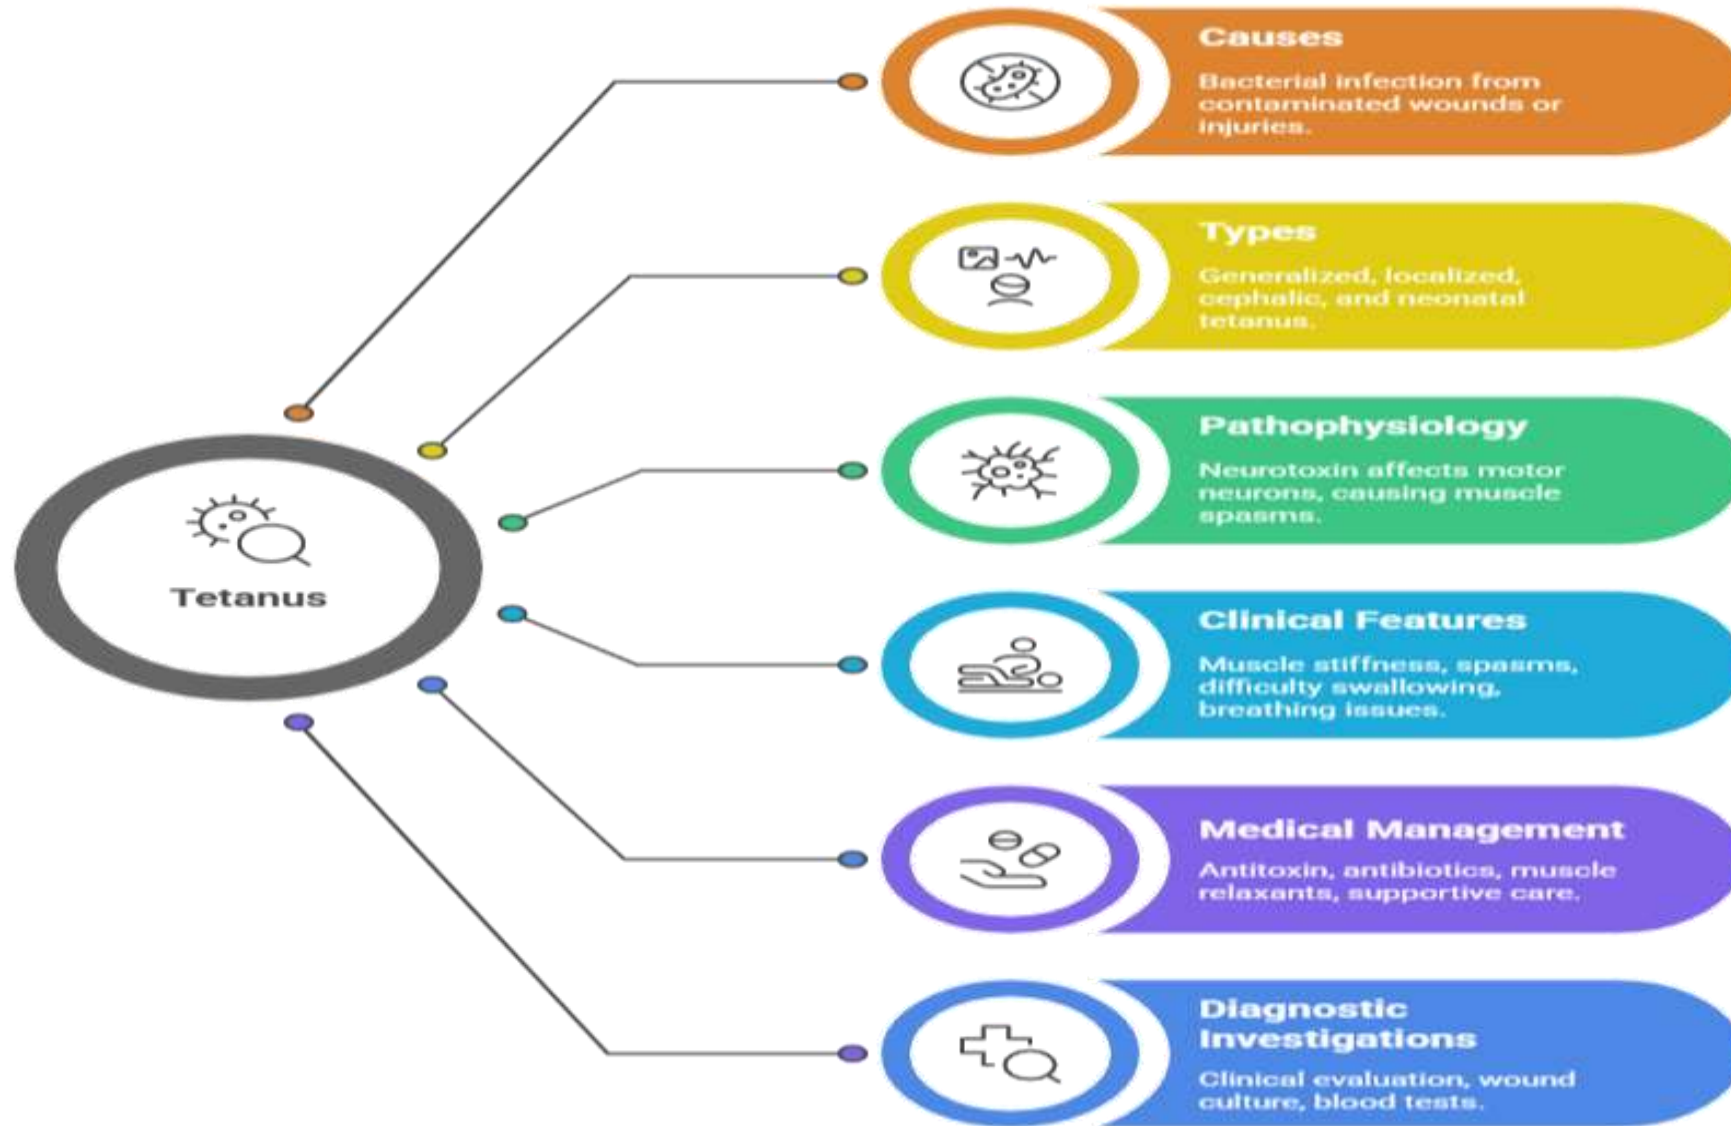 Causes
Bacterial infection from
contaminated wounds or
injuries.
Types
Generalized, localized,
cephalic, and neonatal
tetanus.
Pathophysiology
Neurotoxin affects motor
neurons, causing muscle
spasms.
Tetanus
Clinical Features
Muscle stiffness, spasms,
difficulty swallowing,
breathing issues.
Medical Management
Antitoxin, antibiotics, muscle
relaxants, supportive care.
Diagnostic
Investigations
Clinical evaluation, wound
culture, blood tests.